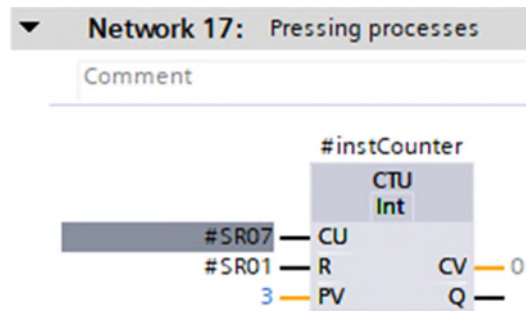 Network 17: Pressing processes
Comment
#instCounter
CTU
Int
#SR07 CU
#SR01 R CV 0
3 PV Q